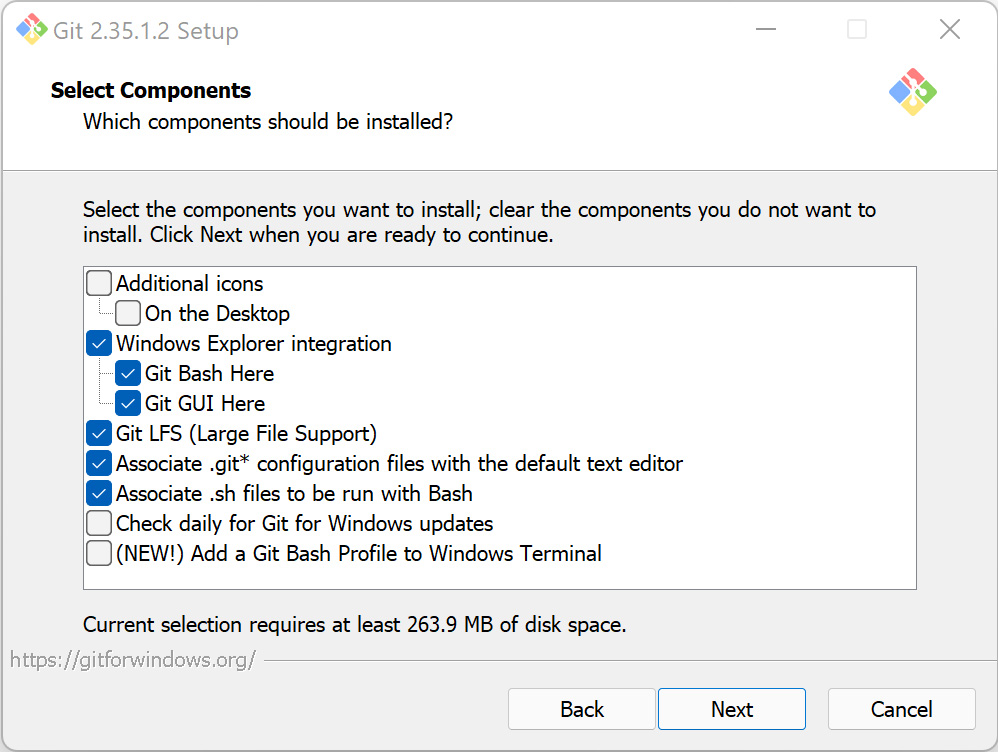 Git 2.35.1.2 Setup
Select Components
Which components should be installed?
Select the components you want to install; clear the components you do not want to
install. Click Next when you are ready to continue.
Additional icons
On the Desktop
Windows Explorer integration
Git Bash Here
Git GUI Here
Git LFS (Large File Support)
Associate .git* configuration files with the default text editor
Associate .sh files to be run with Bash
Check daily for Git for Windows updates
(NEW!) Add a Git Bash Profile to Windows Terminal
Current selection requires at least 263.9 MB of disk space.
https://gitforwindows.org/
Back Next Cancel